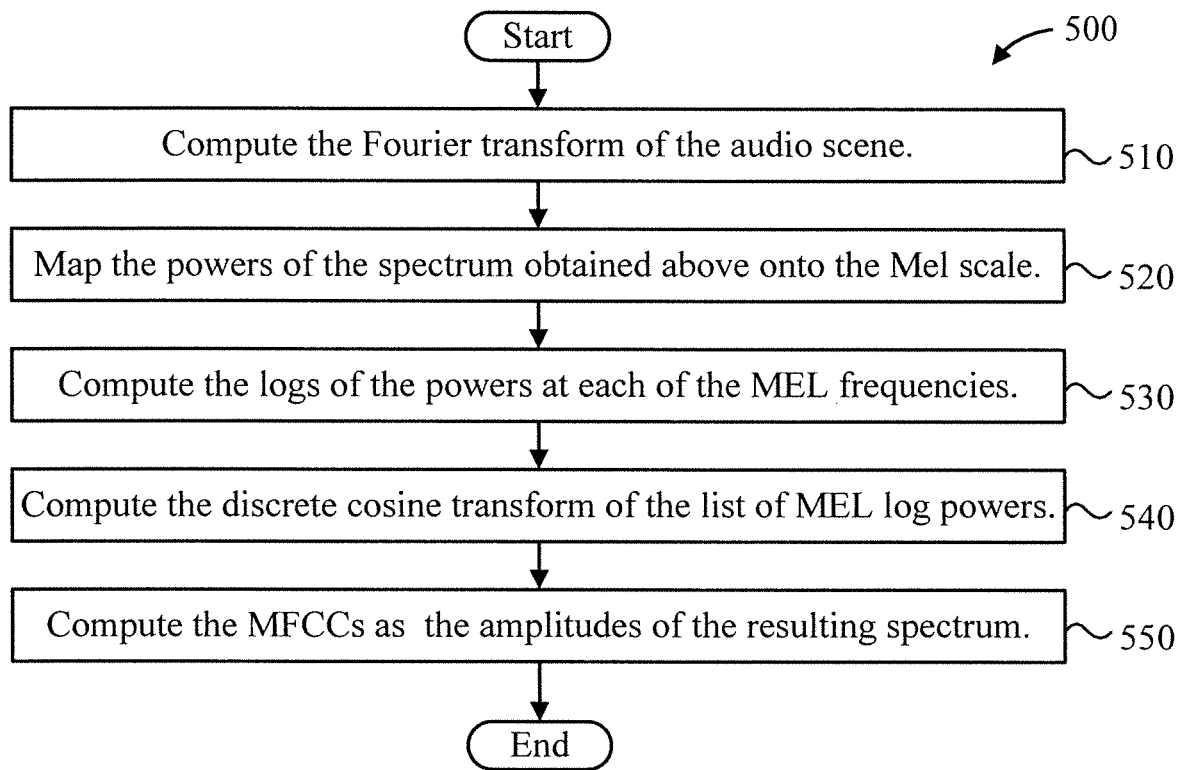 Start
500
Compute the Fourier transform of the audio scene.
510
Map the powers of the spectrum obtained above onto the Mel scale.
520
Compute the logs of the powers at each of the MEL frequencies.
530
Compute the discrete cosine transform of the list of MEL log powers.
540
Compute the MFCCs as the amplitudes of the resulting spectrum.
550
End